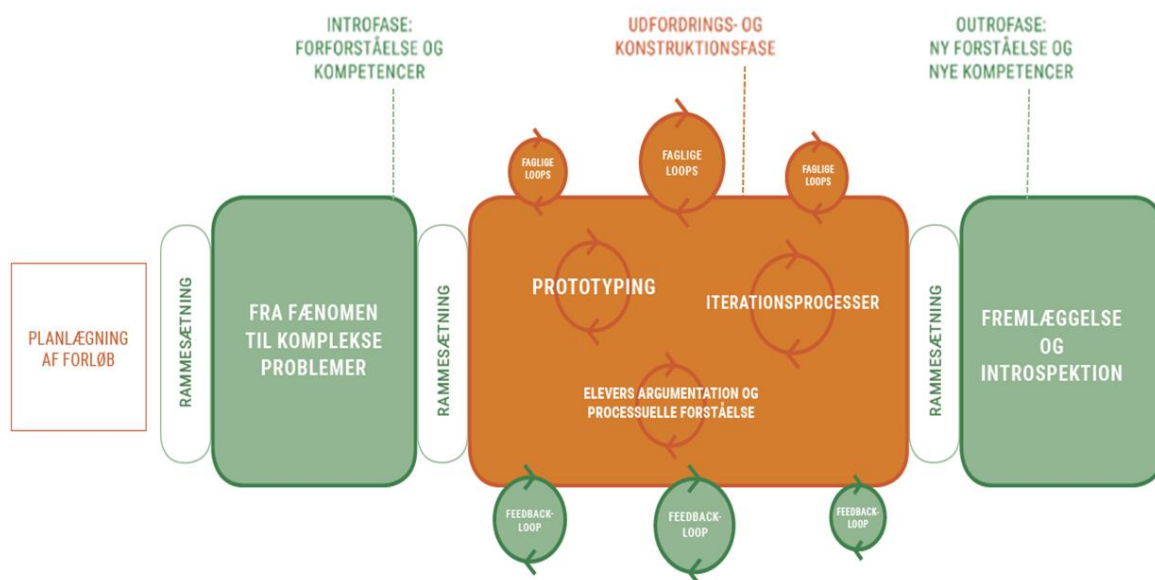 INTROFASE:
FORFORSTÅELSE OG
KOMPETENCER
UDFORDRINGS- OG
KONSTRUKTIONSFASE
OUTROFASE:
NY FORSTÅELSE OG
NYE KOMPETENCER
FAGLIGE
LOOPS
FAGLIGE
LOOPS
FAGLIGE
LOOPS
PLANLÆGNING
AF FORLØB
RAMMESÆTNING
FRA FÆNOMEN
TIL KOMPLEKSE
PROBLEMER
RAMMESÆTNING
PROTOTYPING
ITERATIONSPROCESSER
ELEVERS ARGUMENTATION OG
PROCESSUELLE FORSTÅELSE
RAMMESÆTNING
FREMLÆGGELSE
OG
INTROSPEKTION
FEEDBACK-
LOOP
FEEDBACK-
LOOP
FEEDBACK-
LOOP